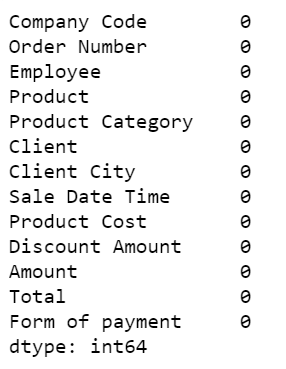 Company Code        0
Order Number        0
Employee            0
Product             0
Product Category    0
Client              0
Client City         0
Sale Date Time      0
Product Cost        0
Discount Amount     0
Amount              0
Total               0
Form of payment     0
dtype: int64